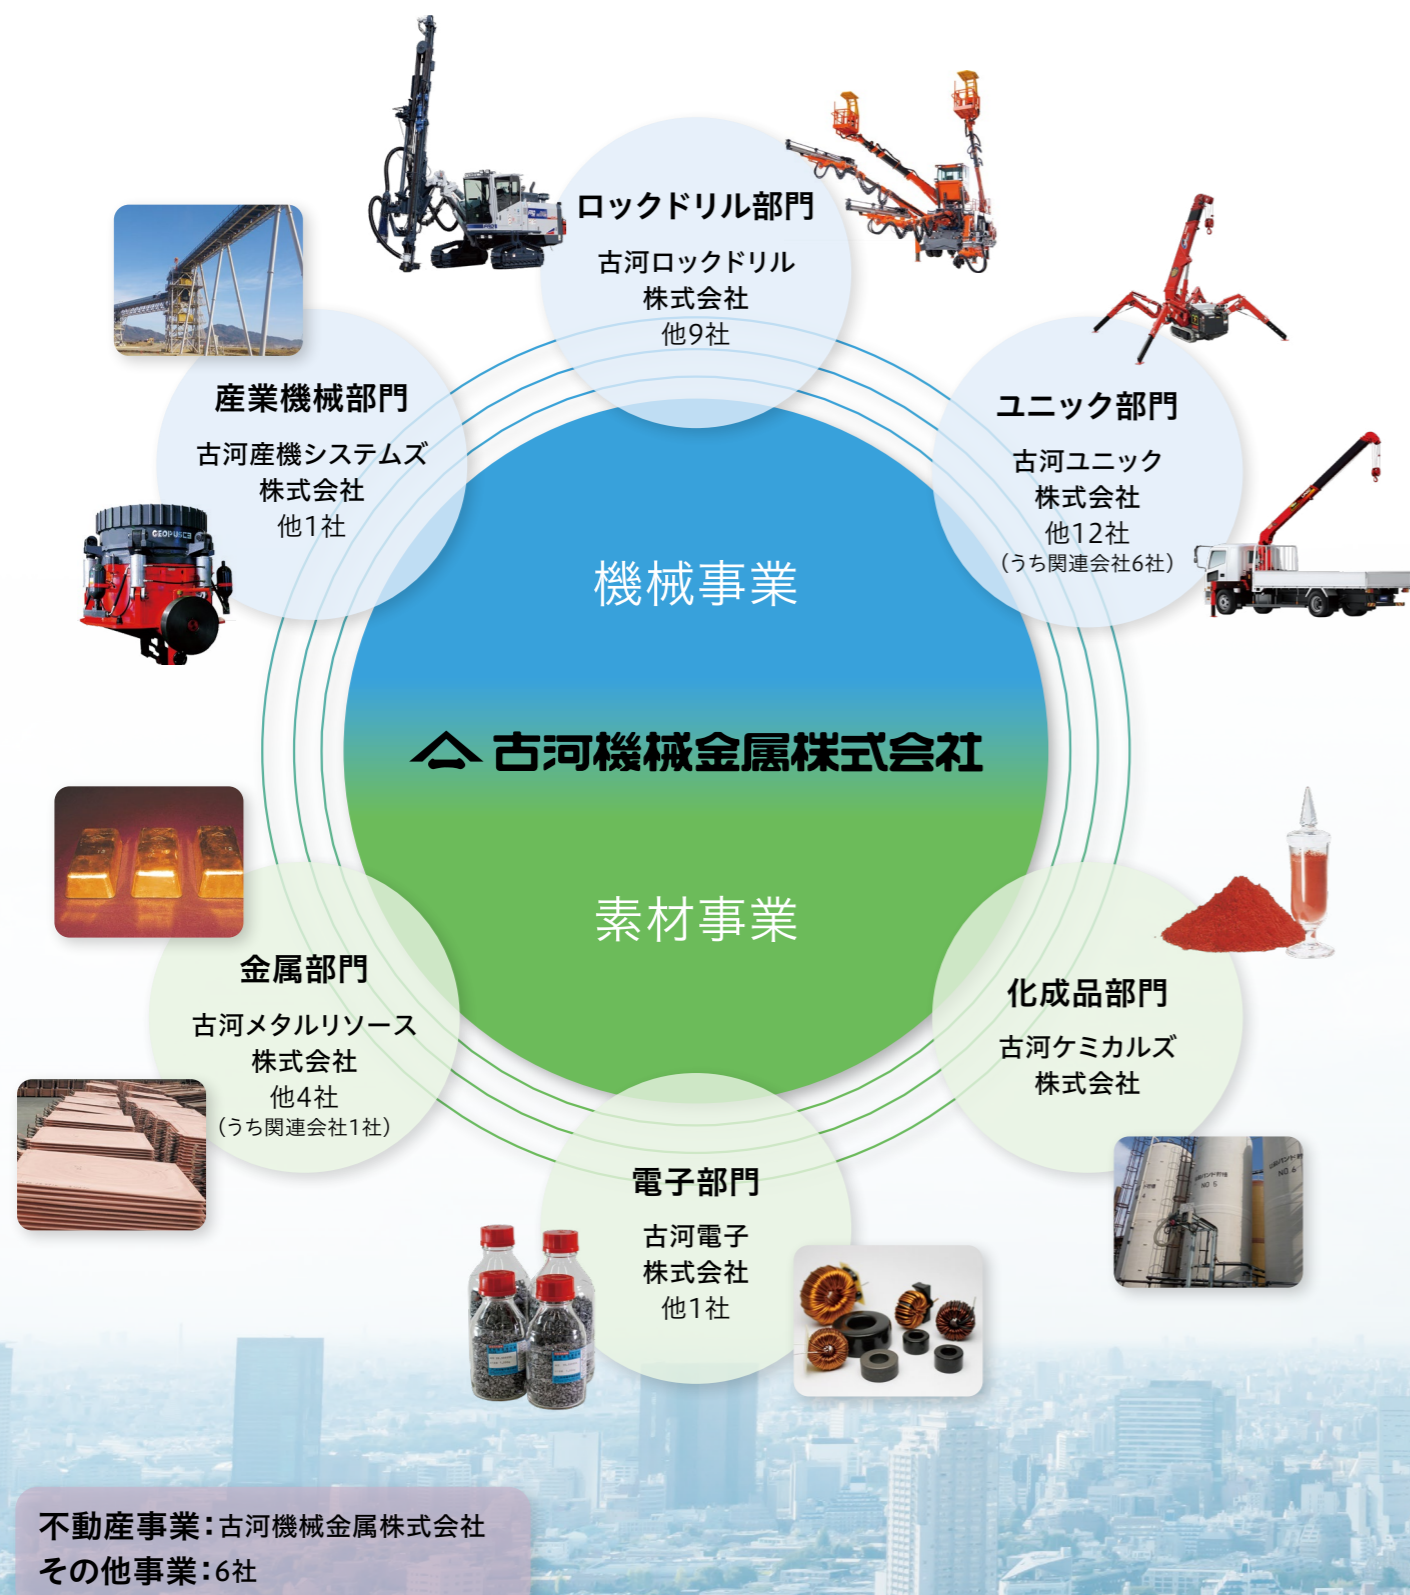 ロックドリル部門
古河ロックドリル
株式会社
他9社
産業機械部門
古河産機システムズ
株式会社
他1社
GEOPUS C3
ユニック部門
古河ユニック
株式会社
他12社
(うち関連会社6社)
機械事業
古河機械金属株式会社
素材事業
金属部門
古河メタルリソース
株式会社
他4社
(うち関連会社1社)
化成品部門
古河ケミカルズ
株式会社
NO 5
NO 6
電子部門
古河電子
株式会社
他1社
不動産事業:古河機械金属株式会社
その他事業:6社